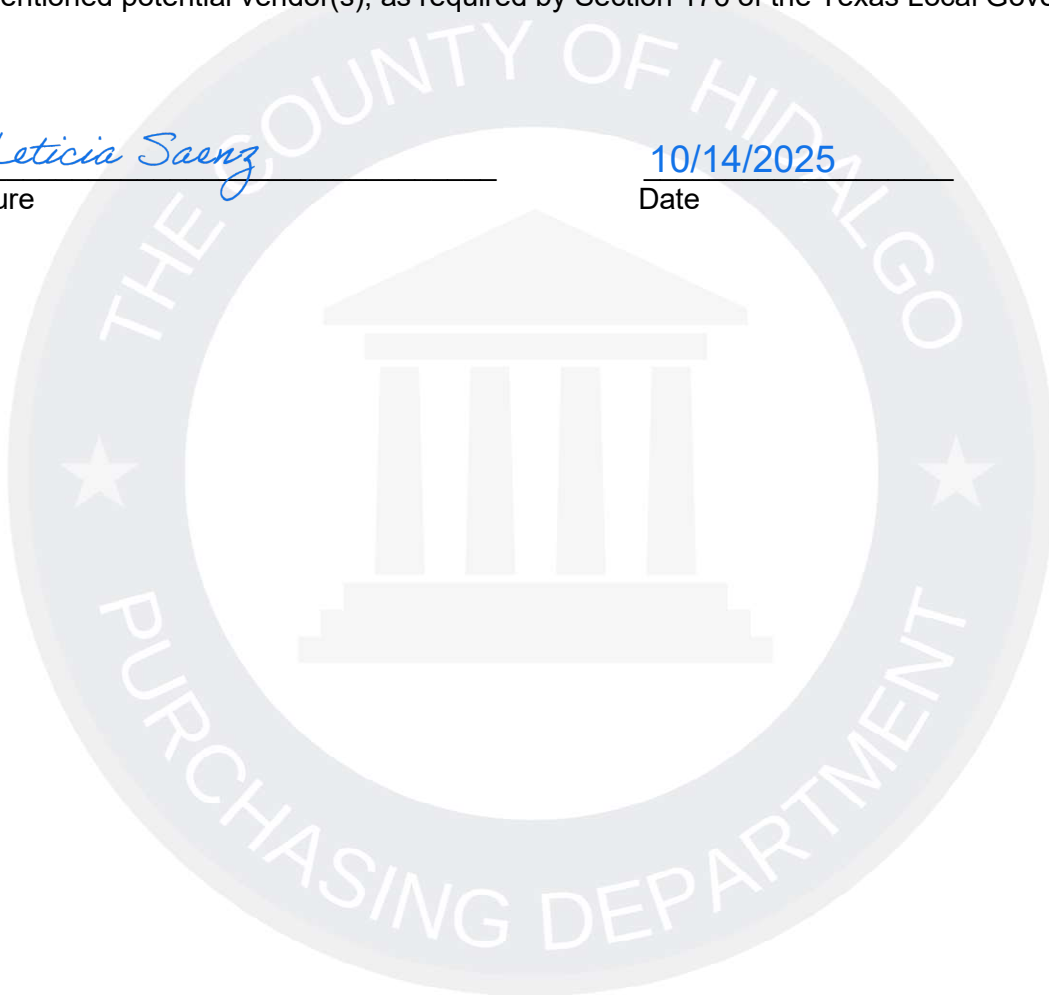 entioned potential vendor(s), as required by Section 176 of the Texas Local Gove
THE COUNTY OF HIDALGO
eticia Saenz
10/14/2025
ure
Date
PURCHASING DEPARTMENT